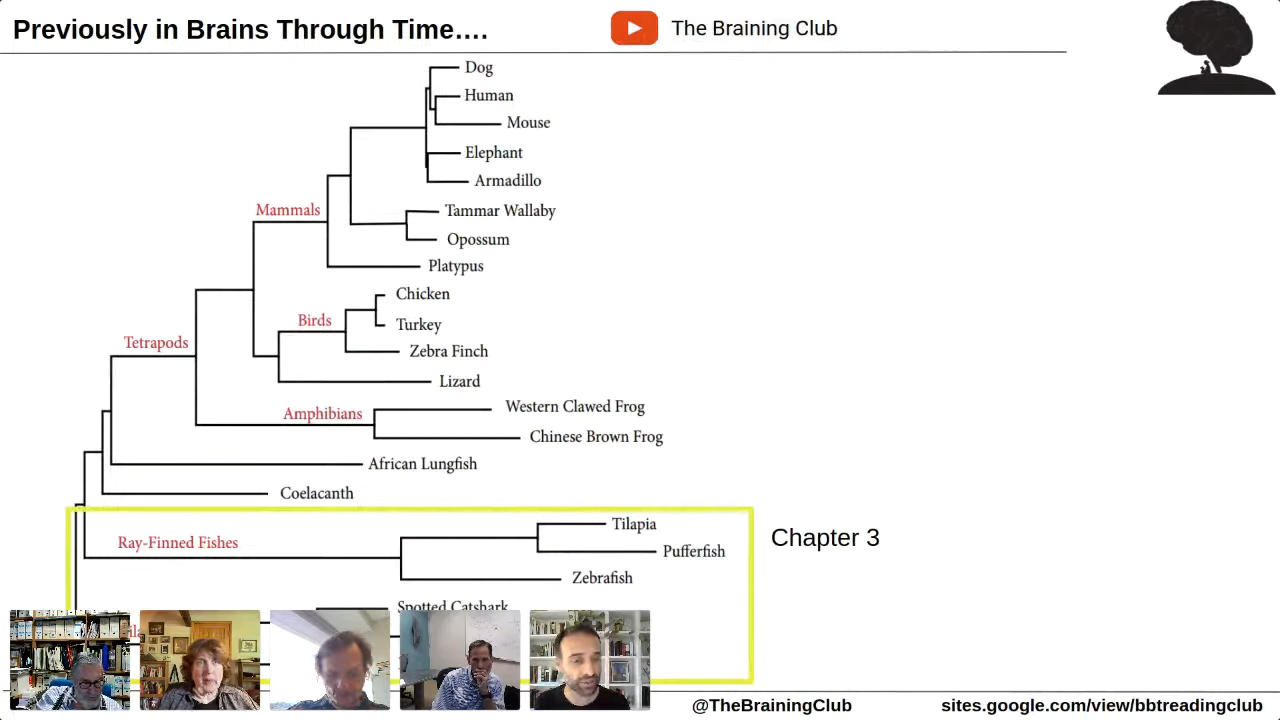 Previously in Brains Through Time....
The Braining Club
Dog
Human
Mouse
Elephant
Armadillo
Mammals
Tammar Wallaby
Opossum
Platypus
Chicken
Birds
Turkey
Zebra Finch
Tetrapods
Lizard
Amphibians
Western Clawed Frog
Chinese Brown Frog
African Lungfish
Coelacanth
Tilapia
Chapter 3
Ray-Finned Fishes
Pufferfish
Zebrafish
Spotted Catshark
@TheBrainingClub
sites.google.com/view/bbtreadingclub